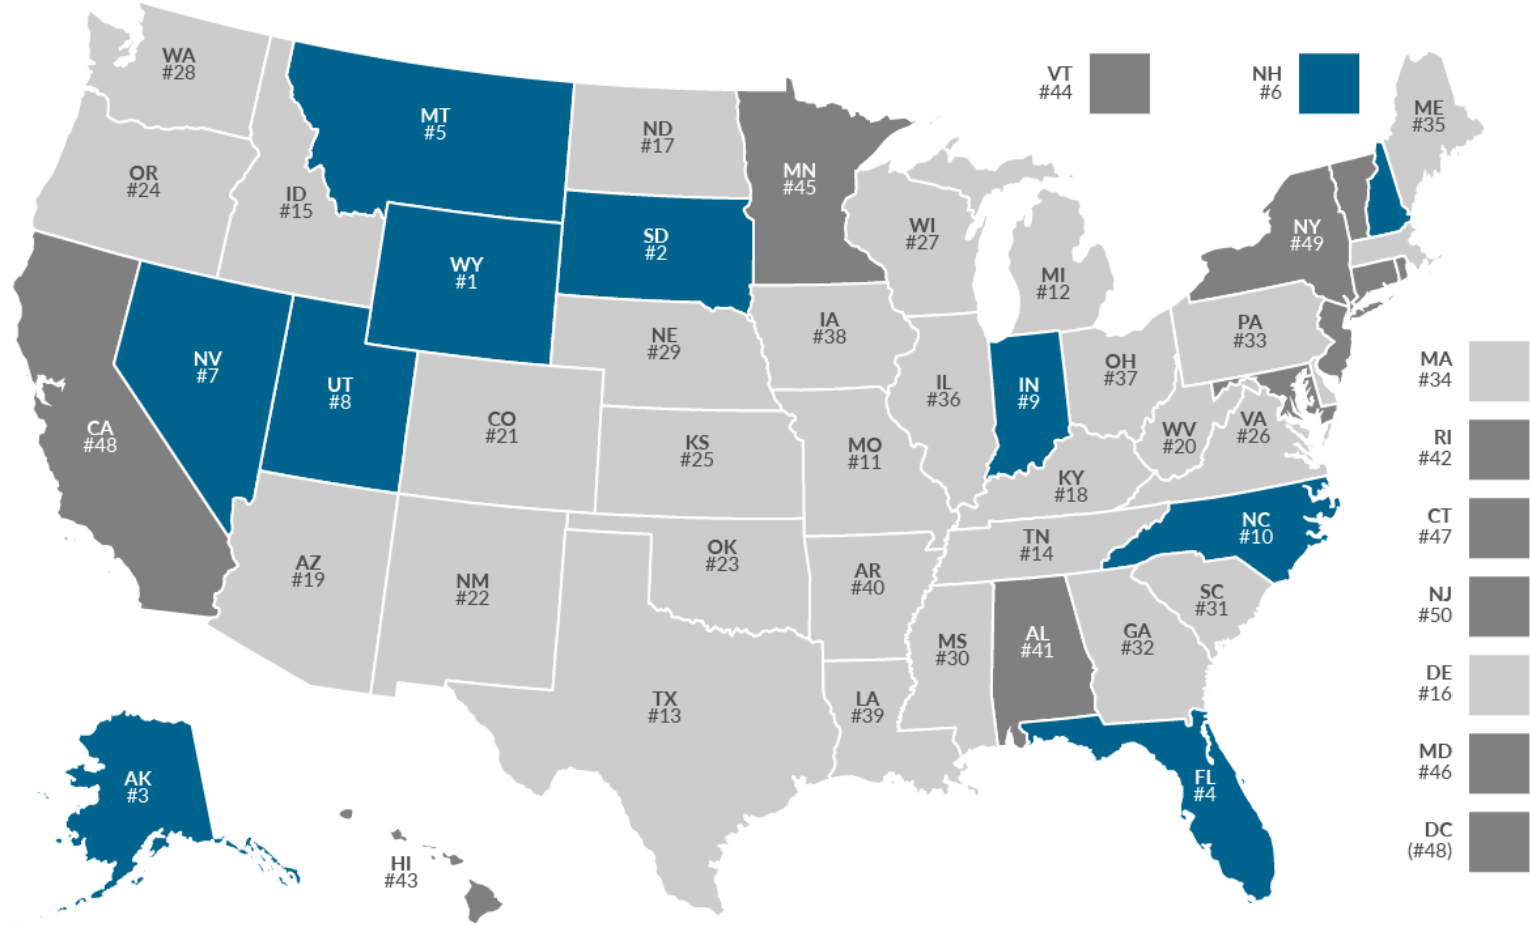 WA
#28
OR
#24
CA
#48
ID
#15
NV
#7
MT
#5
WY
#1
UT
#8
AZ
#19
CO
#21
NM
#22
ND
#17
SD
#2
NE
#29
KS
#25
OK
#23
TX
#13
MN
#45
IA
#38
MO
#11
AR
#40
LA
#39
WI
#27
IL
#36
MI
#12
IN
#9
OH
#37
KY
#18
TN
#14
MS
#30
AL
#41
GA
#32
FL
#4
SC
#31
NC
#10
VA
#26
WV
#20
PA
#33
NY
#49
ME
#35
VT
#44
NH
#6
MA
#34
RI
#42
CT
#47
NJ
#50
DE
#16
MD
#46
DC
(#48)
AK
#3
HI
#43